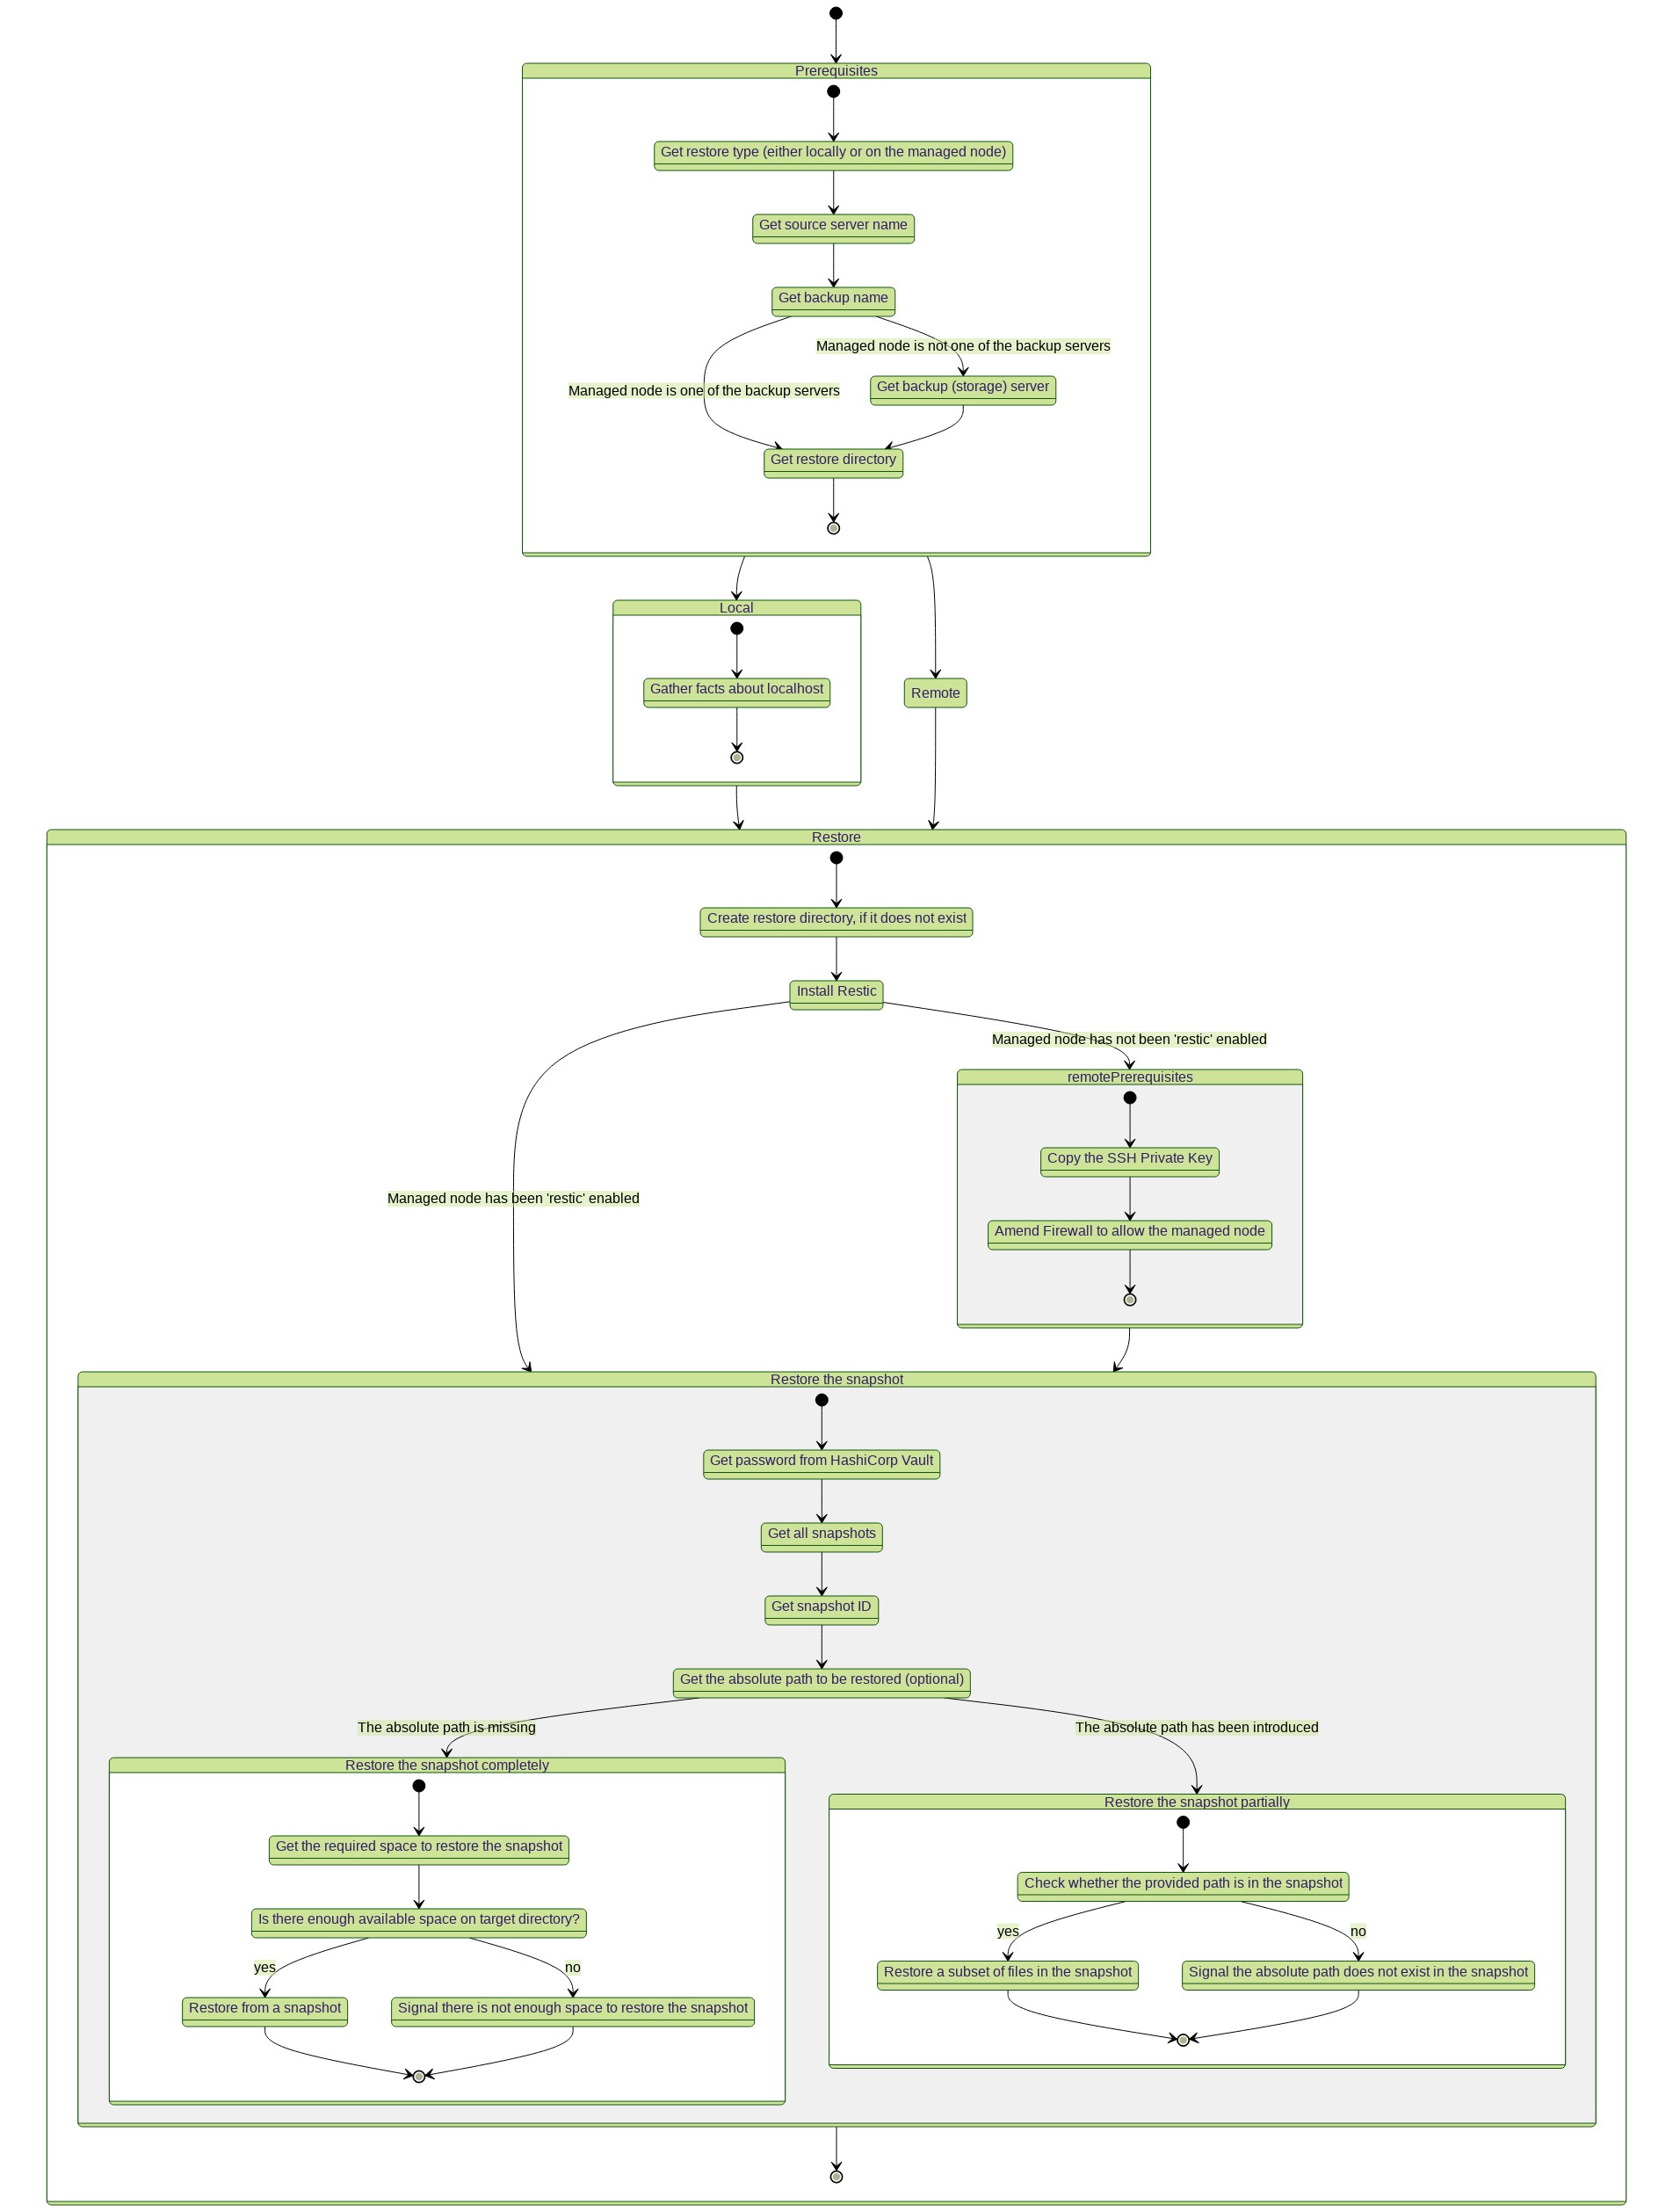 Prerequisites
Get restore type (either locally or on the managed node)
Get source server name
Get backup name
Managed node is not one of the backup servers
Get backup (storage) server
Managed node is one of the backup servers
Get restore directory
Local
Gather facts about localhost
Remote
Restore
Create restore directory, if it does not exist
Install Restic
Managed node has not been 'restic' enabled
remotePrerequisites
Copy the SSH Private Key
Managed node has been 'restic' enabled
Amend Firewall to allow the managed node
Restore the snapshot
Get password from HashiCorp Vault
Get all snapshots
Get snapshot ID
Get the absolute path to be restored (optional)
The absolute path is missing
The absolute path has been introduced
Restore the snapshot completely
Get the required space to restore the snapshot
Is there enough available space on target directory?
yes
no
Restore from a snapshot
Signal there is not enough space to restore the snapshot
Restore the snapshot partially
Check whether the provided path is in the snapshot
yes
no
Restore a subset of files in the snapshot
Signal the absolute path does not exist in the snapshot